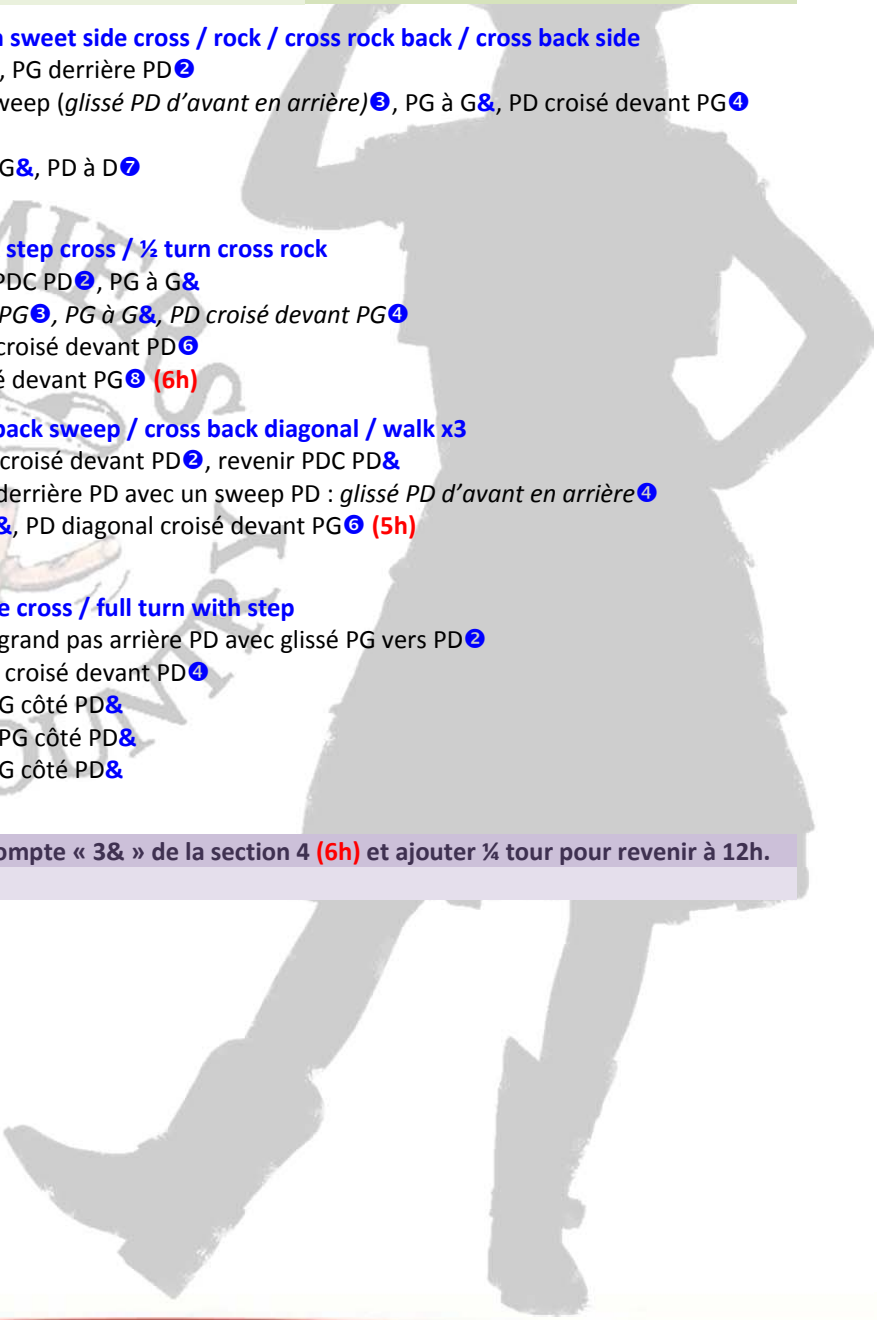 sweet side cross / rock / cross rock back / cross back side
, PG derrière PD❷
weep (glissé PD d’avant en arrière)❸, PG à G&, PD croisé devant PG❹
G&, PD à D❼
step cross / ½ turn cross rock
PDC PD❷, PG à G&
PG❸, PG à G&, PD croisé devant PG❹
croisé devant PD❻
é devant PG❽ (6h)
back sweep / cross back diagonal / walk x3
croisé devant PD❷, revenir PDC PD&
derrière PD avec un sweep PD : glissé PD d’avant en arrière❹
&, PD diagonal croisé devant PG❻ (5h)
e cross / full turn with step
grand pas arrière PD avec glissé PG vers PD❷
croisé devant PD❹
G côté PD&
PG côté PD&
G côté PD&
ompte « 3& » de la section 4 (6h) et ajouter ¼ tour pour revenir à 12h.
MIERS
OUNTRY